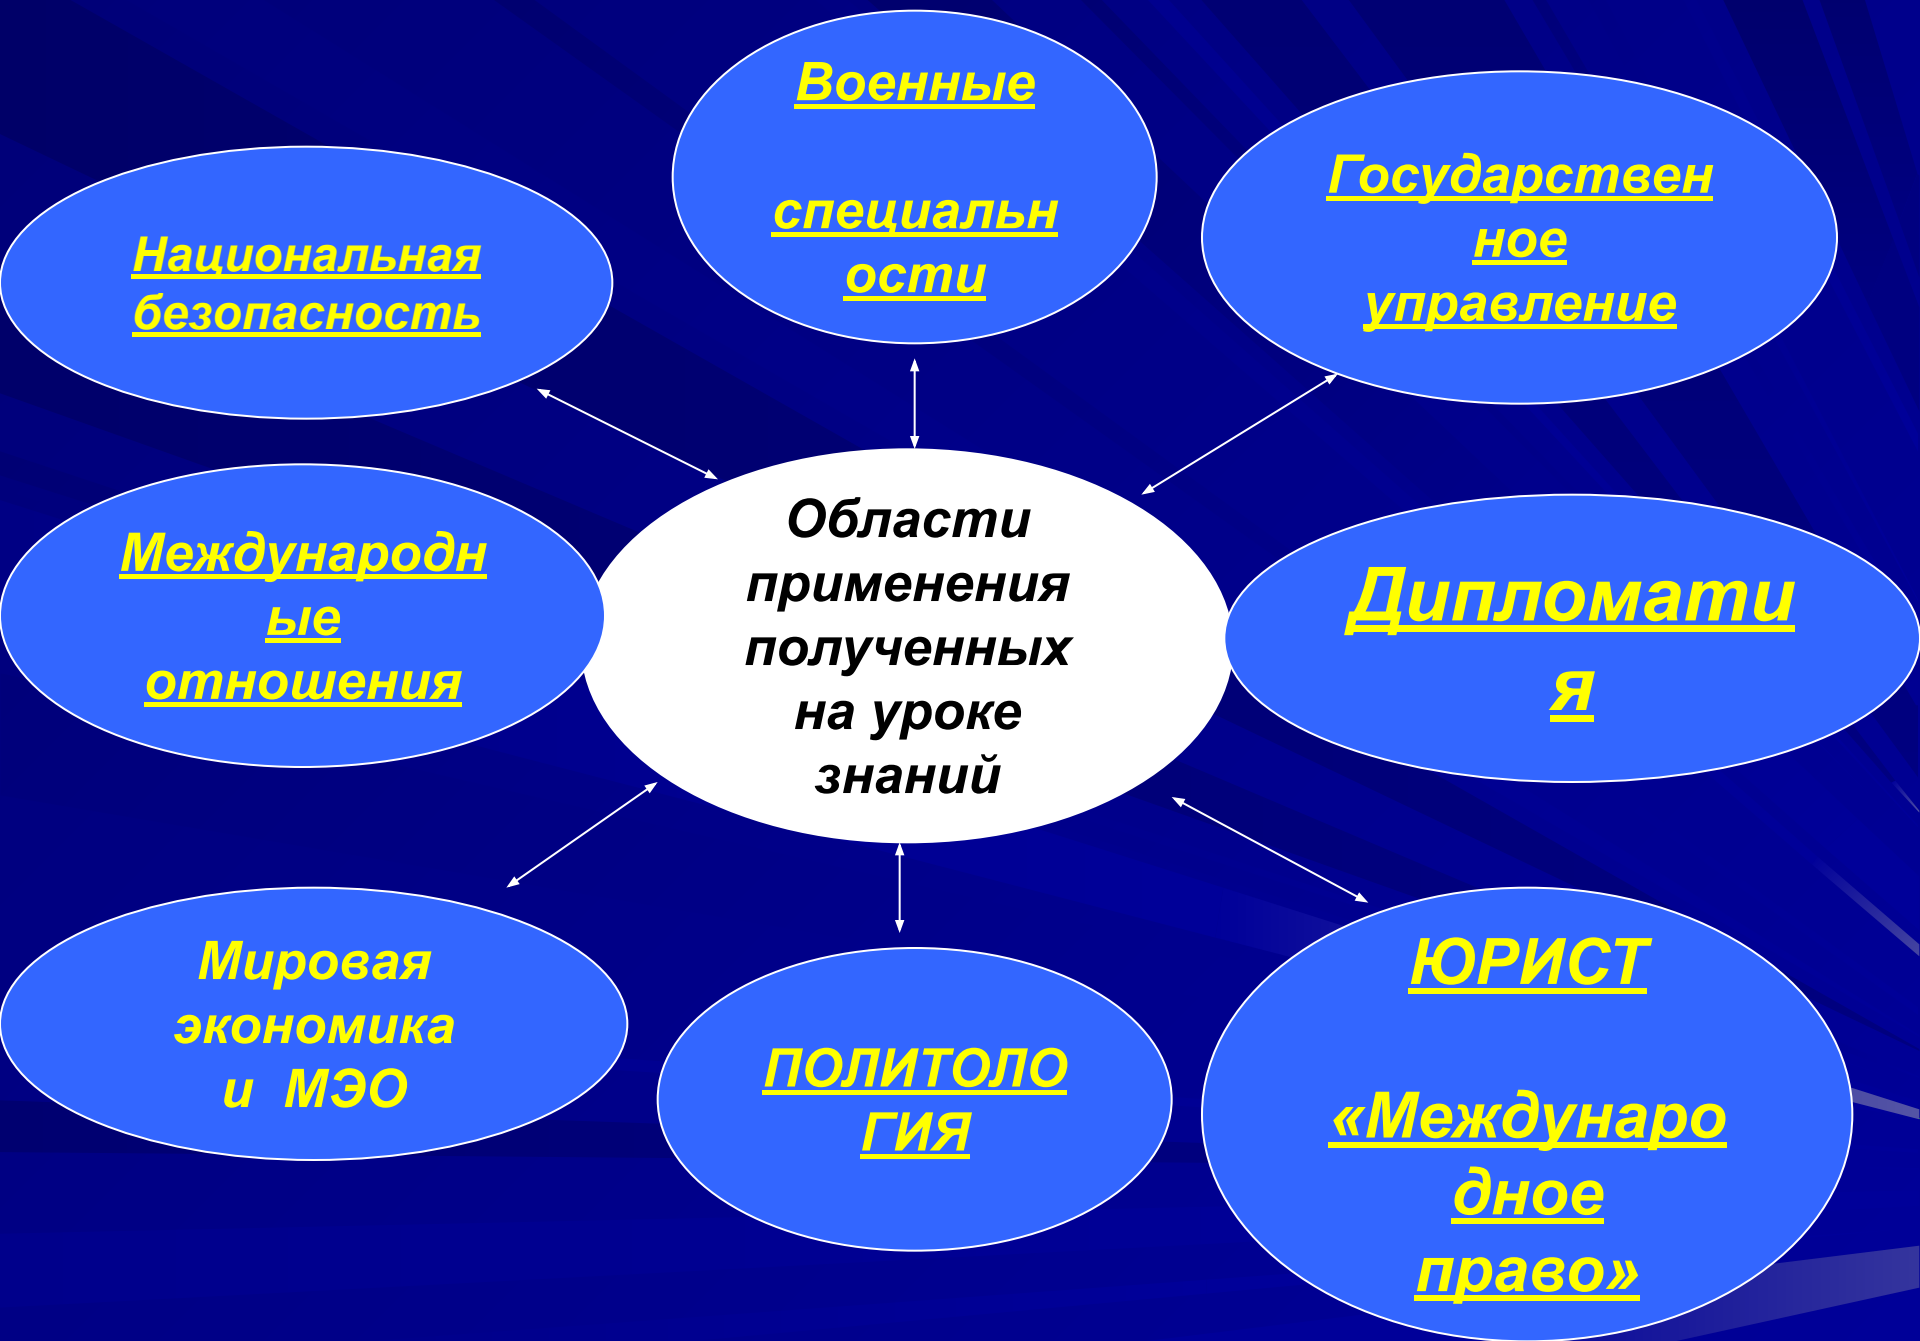 Военные
специальн
ости
Государствен
ное
управление
Национальная
безопасность
Международн
ые
отношения
Области
применения
полученных
на уроке
знаний
Дипломати
я
Мировая
экономика
и МЭО
ПОЛИТОЛО
ГИЯ
ЮРИСТ
«Междунаро
дное
право»